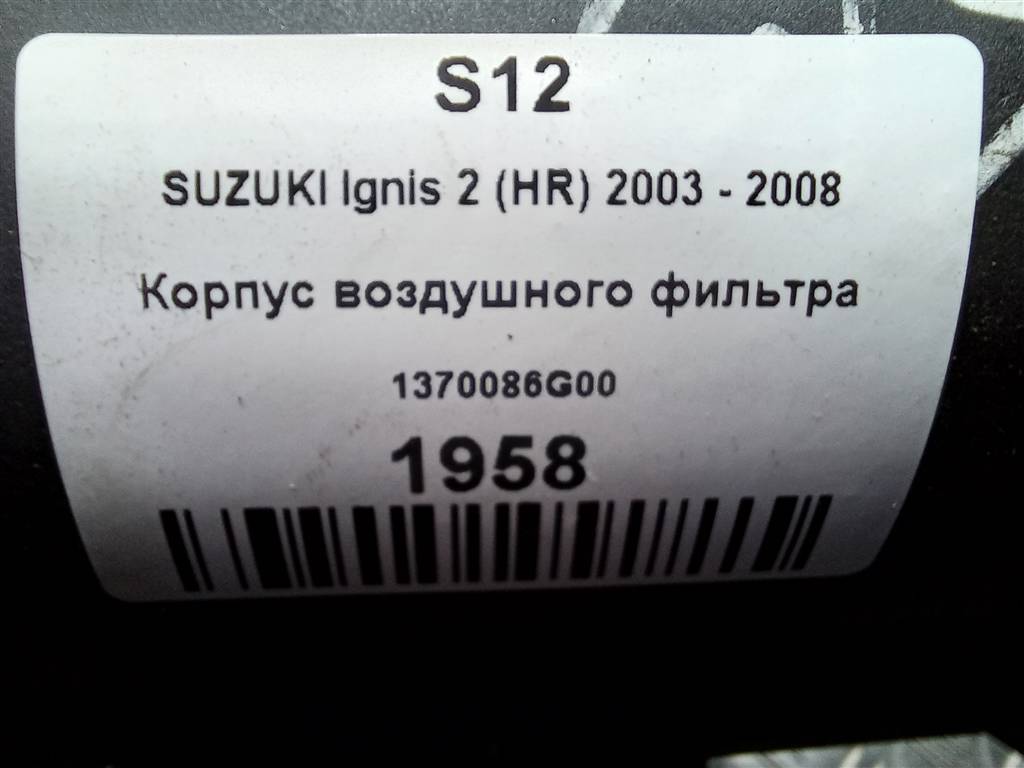 S12
SUZUKI Ignis 2 (HR) 2003 - 2008
Корпус воздушного фильтра
1370086G00
1958